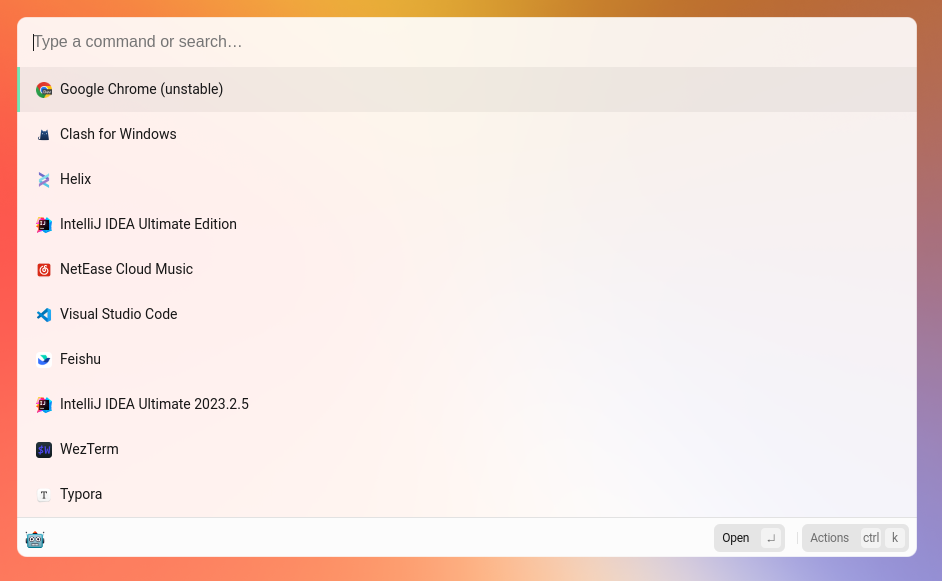 Type a command or search…
Google Chrome (unstable)
Clash for Windows
Helix
IntelliJ IDEA Ultimate Edition
NetEase Cloud Music
Visual Studio Code
Feishu
IntelliJ IDEA Ultimate 2023.2.5
WezTerm
Typora
Open ↵ Actions ctrl k